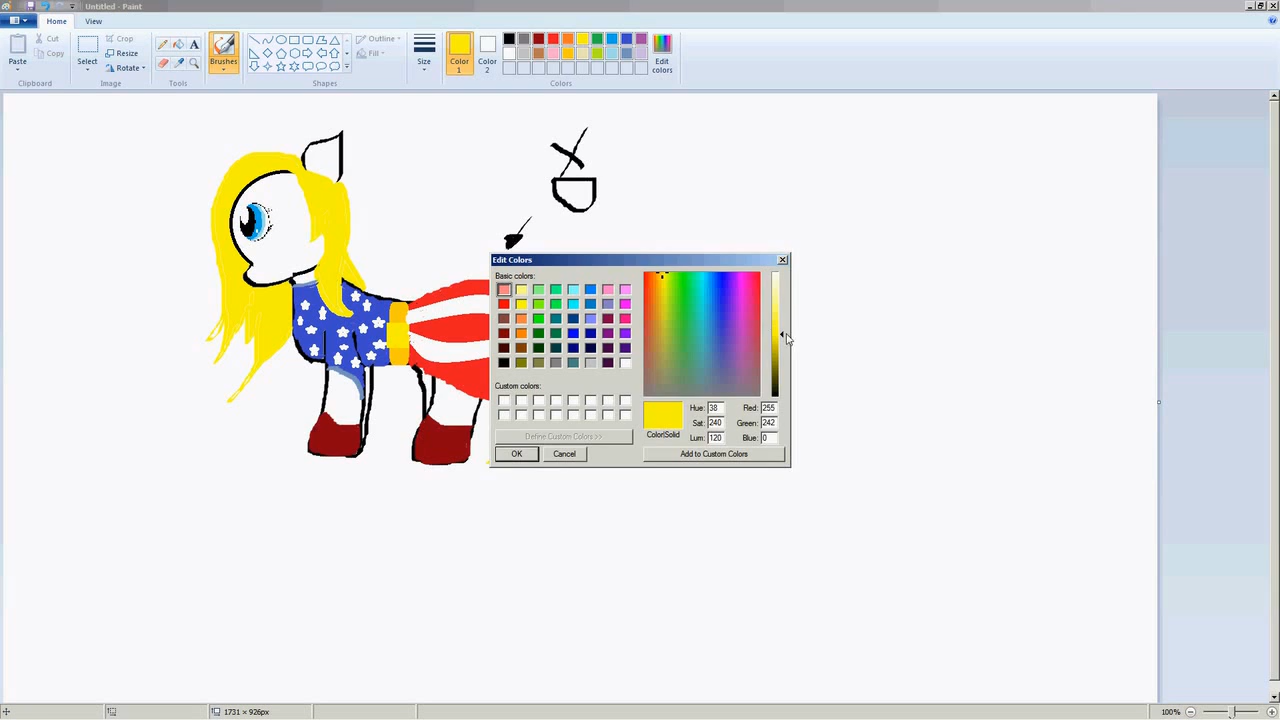 Untitled - Paint
Home View
Paste
Cut
Copy
Clipboard
Select
Crop
Resize
Rotate
Image
A
Tools
Brushes
Outline
Fill
Shapes
Size
Color 1
Color 2
Edit colors
Colors
Edit Colors
Basic colors:
Custom colors:
Define Custom Colors >>
OK Cancel
Color|Solid
Hue: 38 Red: 255
Sat: 240 Green: 242
Lum: 120 Blue: 0
Add to Custom Colors
1731 × 926px
100%